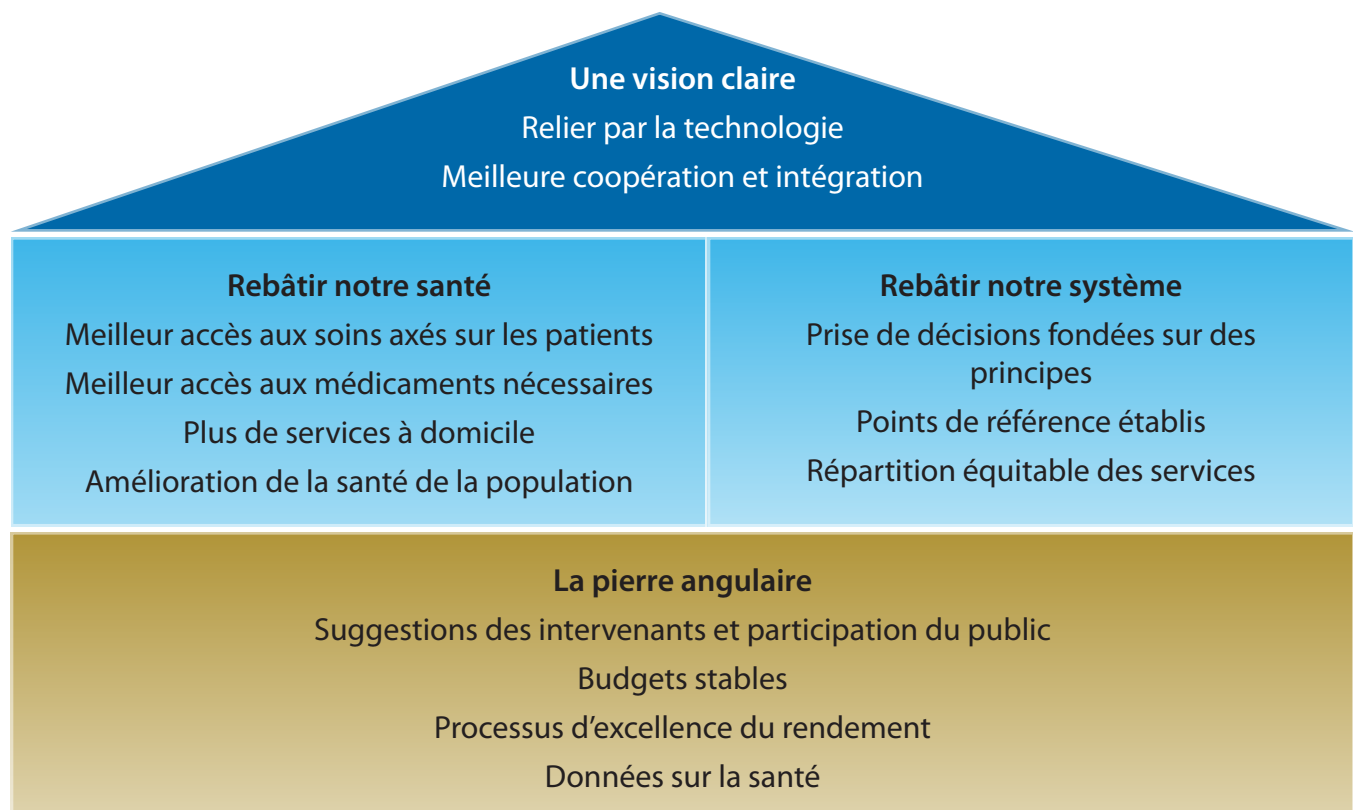 Une vision claire
Relier par la technologie
Meilleure coopération et intégration
Rebâtir notre santé
Meilleur accès aux soins axés sur les patients
Meilleur accès aux médicaments nécessaires
Plus de services à domicile
Amélioration de la santé de la population
Rebâtir notre système
Prise de décisions fondées sur des
principes
Points de référence établis
Répartition équitable des services
La pierre angulaire
Suggestions des intervenants et participation du public
Budgets stables
Processus d’excellence du rendement
Données sur la santé